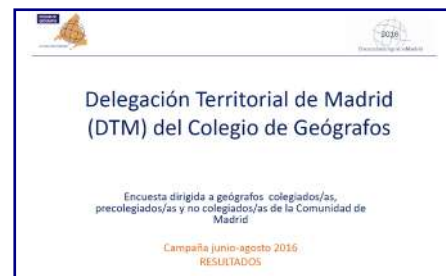 2016
Delegación Territorial de Madrid
(DTM) del Colegio de Geógrafos
Encuesta dirigida a geógrafos colegiados/as,
precolegiados/as y no colegiados/as de la Comunidad de
Madrid
Campaña junio-agosto 2016
RESULTADOS